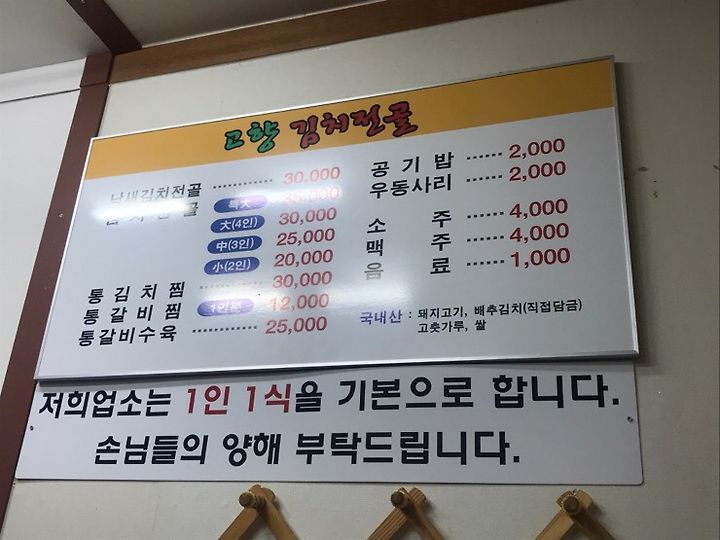 고향 김치전골
낙새김치전골 ............ 30,000
김치전골 특大 35,000
大(4인) 30,000
中(3인) 25,000
小(2인) 20,000
통김치찜 ............ 30,000
통갈비찜 1인분 12,000
통갈비수육 ............ 25,000
공기밥 ...... 2,000
우동사리 ...... 2,000
소주 ...... 4,000
맥주 ...... 4,000
음료 ...... 1,000
국내산 : 돼지고기, 배추김치(직접담금)
고춧가루, 쌀
저희업소는 1인 1식을 기본으로 합니다.
손님들의 양해 부탁드립니다.